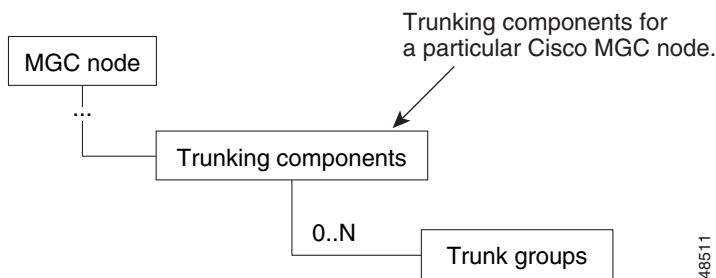 Trunking components for
a particular Cisco MGC node.
MGC node
...
Trunking components
0..N
Trunk groups
48511